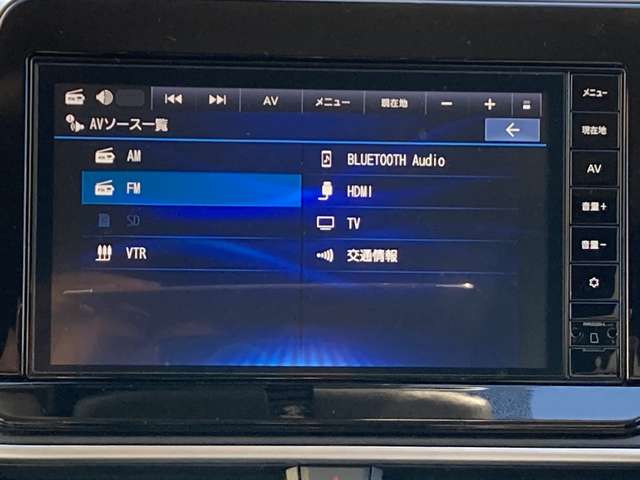 AV メニュー 現在地 − +
AVソース一覧
AM
FM
SD
VTR
BLUETOOTH Audio
HDMI
TV
交通情報
メニュー
現在地
AV
音量+
音量−